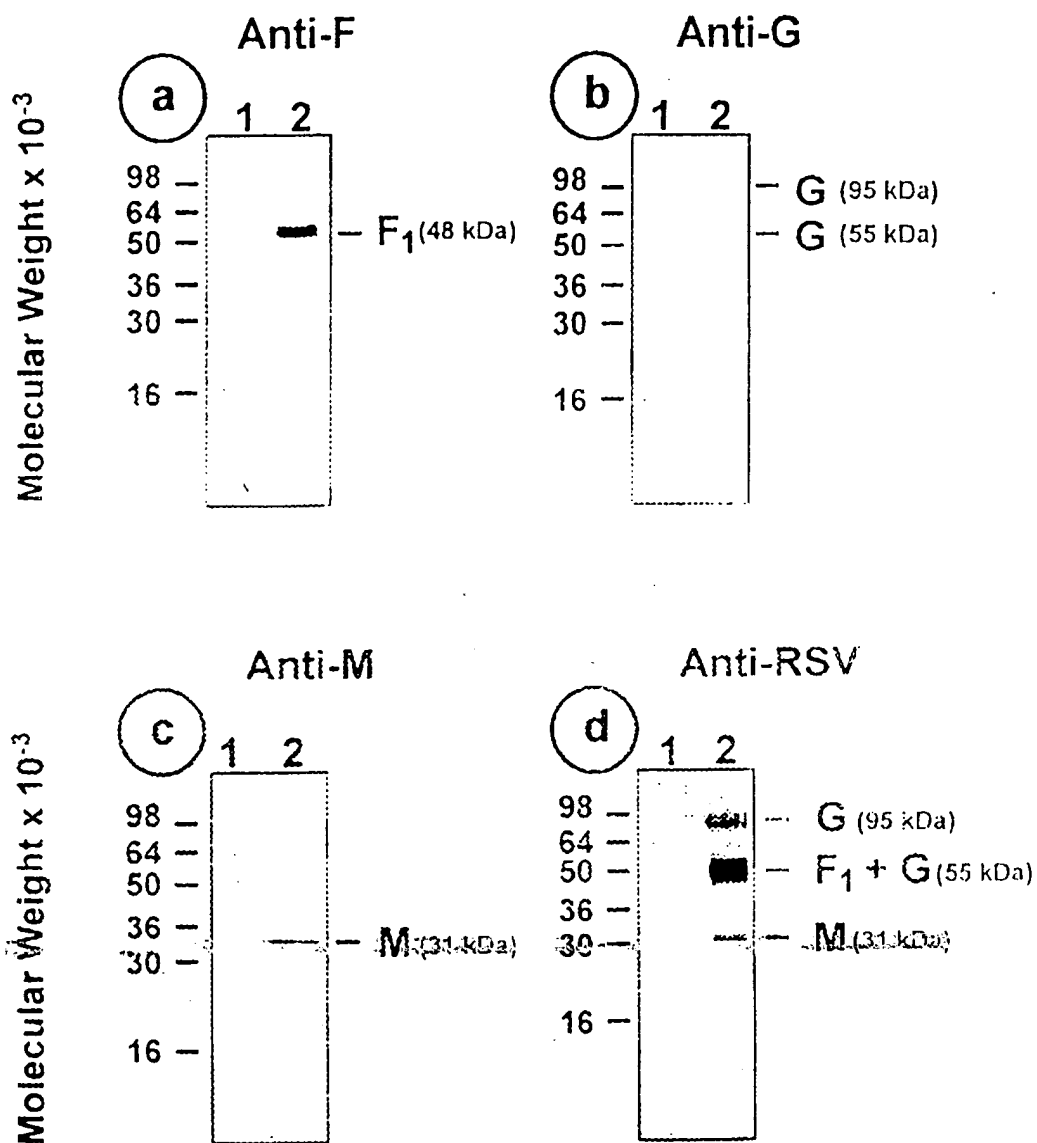 Anti-F
a
1 2
Molecular Weight x 10-3
98
64
50
36
30
16
F1 (48 kDa)
Anti-G
b
1 2
98
64
50
36
30
16
G (95 kDa)
G (55 kDa)
Anti-M
c
1 2
Molecular Weight x 10-3
98
64
50
36
30
16
M (31 kDa)
Anti-RSV
d
1 2
98
64
50
36
30
16
G (95 kDa)
F1 + G (55 kDa)
M (31 kDa)